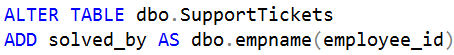 ALTER TABLE dbo.SupportTickets
ADD solved_by AS dbo.empname(employee_id)